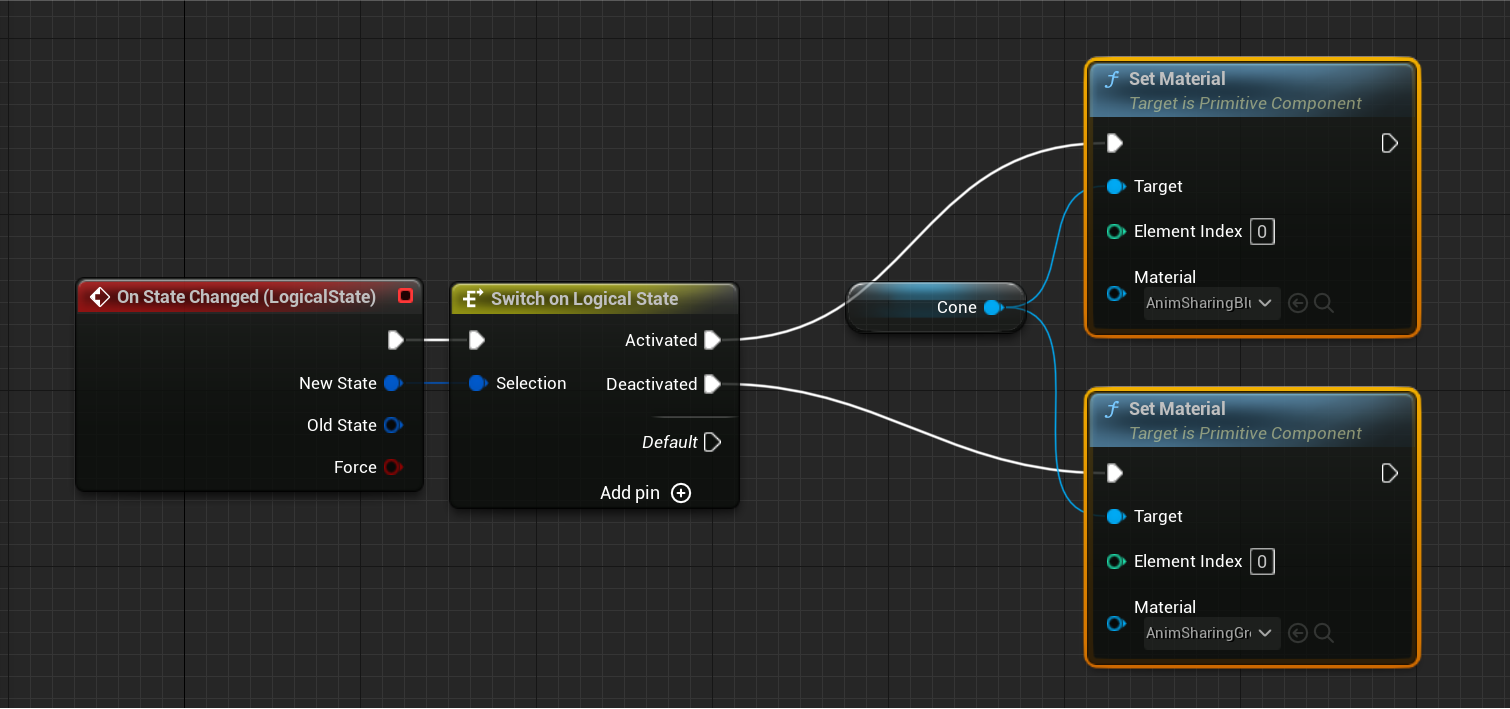 On State Changed (LogicalState)
New State
Old State
Force
Switch on Logical State
Activated
Selection
Deactivated
Default
Add pin
Cone
Set Material
Target is Primitive Component
Target
Element Index 0
Material
AnimSharingBl
Set Material
Target is Primitive Component
Target
Element Index 0
Material
AnimSharingGr